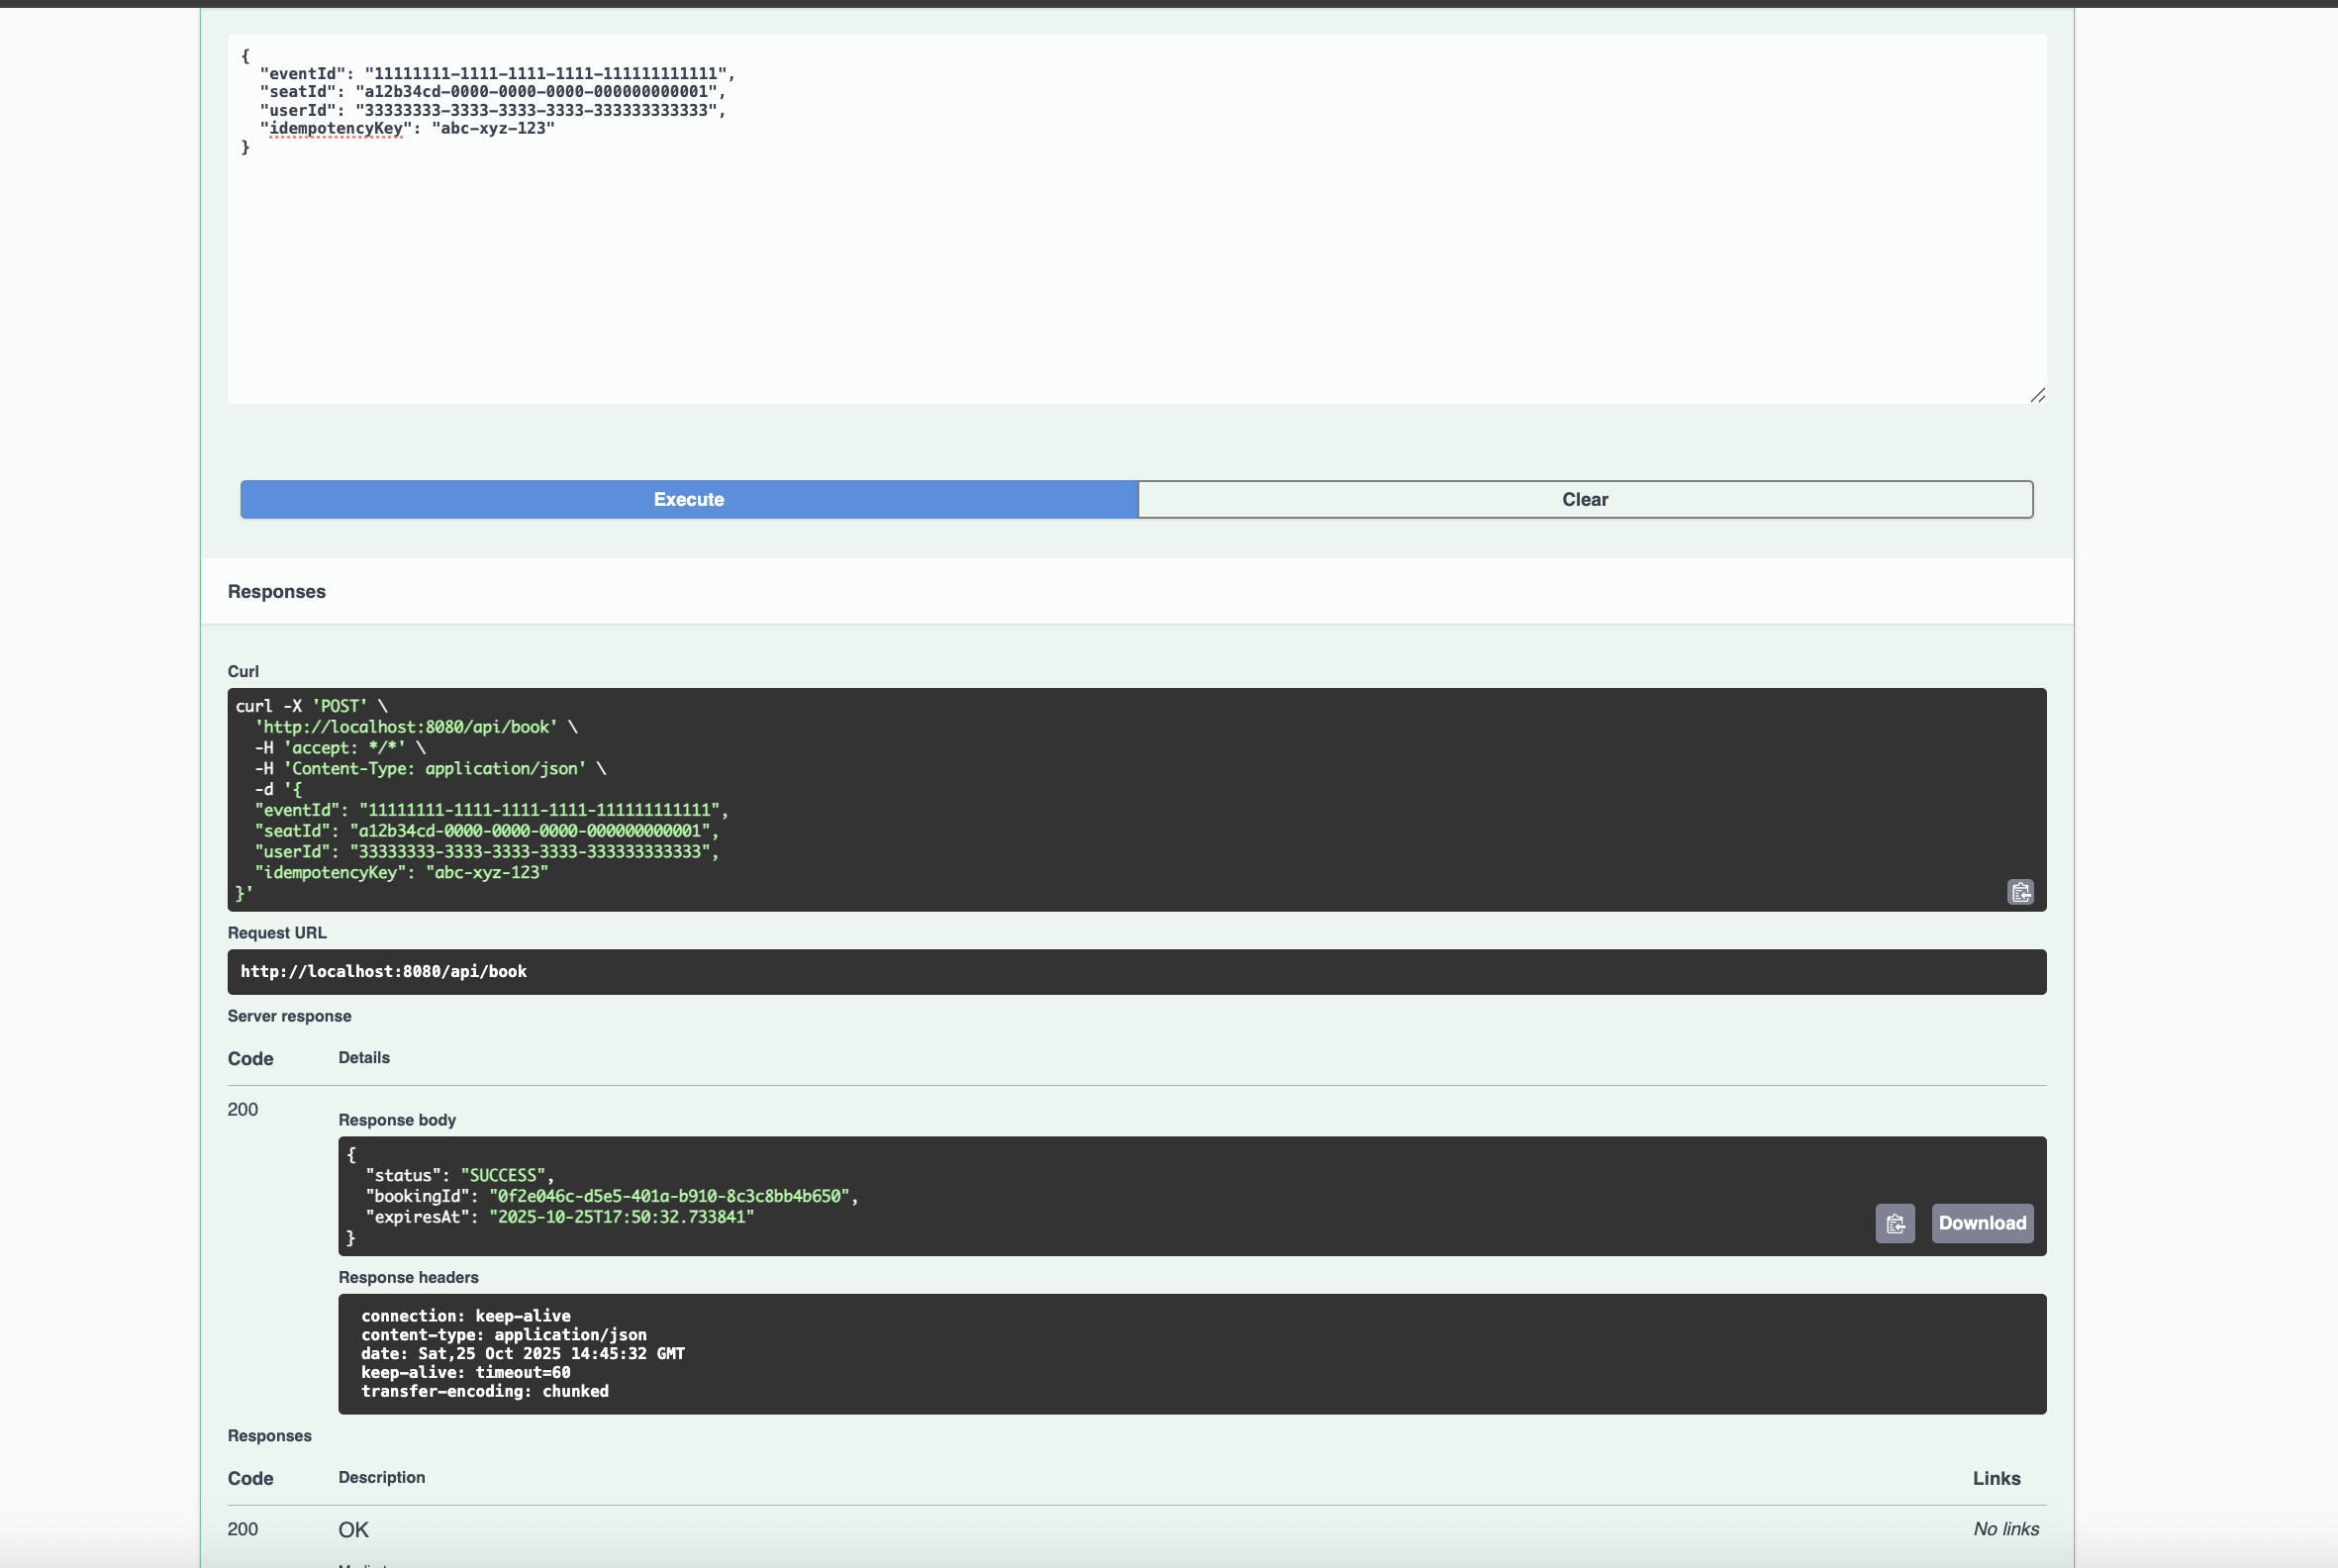 {
  "eventId": "11111111-1111-1111-1111-111111111111",
  "seatId": "a12b34cd-0000-0000-0000-000000000001",
  "userId": "33333333-3333-3333-3333-333333333333",
  "idempotencyKey": "abc-xyz-123"
}
Execute
Clear
Responses
Curl
curl -X 'POST' \
  'http://localhost:8080/api/book' \
  -H 'accept: */*' \
  -H 'Content-Type: application/json' \
  -d '{
  "eventId": "11111111-1111-1111-1111-111111111111",
  "seatId": "a12b34cd-0000-0000-0000-000000000001",
  "userId": "33333333-3333-3333-3333-333333333333",
  "idempotencyKey": "abc-xyz-123"
}'
Request URL
http://localhost:8080/api/book
Server response
Code Details
200
Response body
{
  "status": "SUCCESS",
  "bookingId": "0f2e046c-d5e5-401a-b910-8c3c8bb4b650",
  "expiresAt": "2025-10-25T17:50:32.733841"
}
Download
Response headers
connection: keep-alive
content-type: application/json
date: Sat,25 Oct 2025 14:45:32 GMT
keep-alive: timeout=60
transfer-encoding: chunked
Responses
Code Description Links
200 OK No links